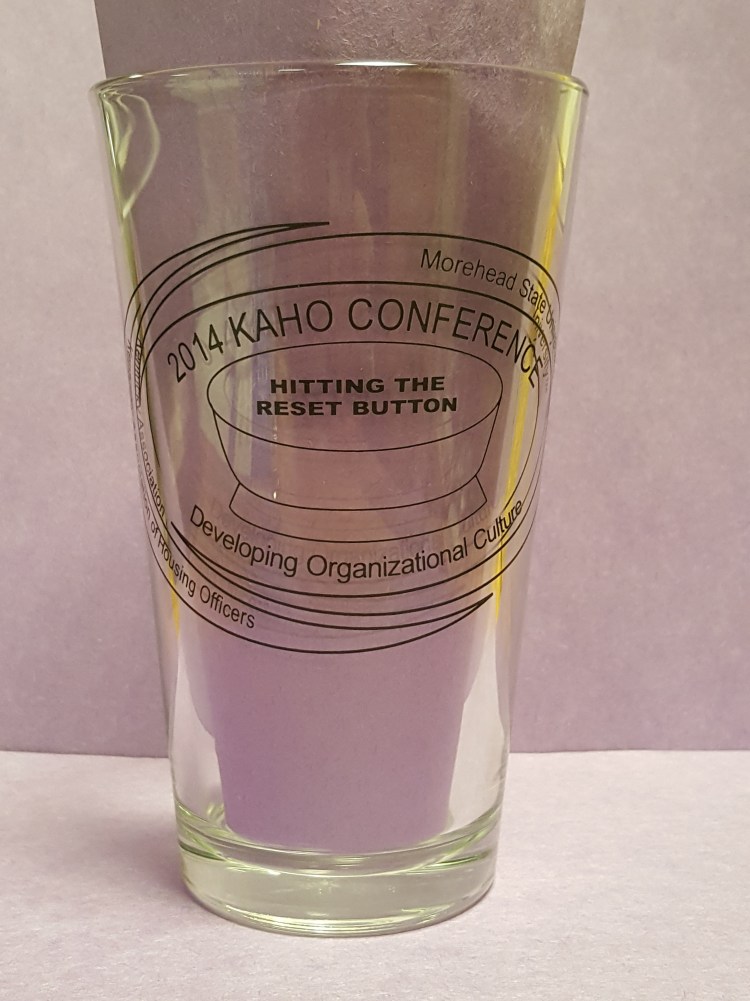 Morehead State
2014 KAHO CONFERENCE
HITTING THE
RESET BUTTON
Developing Organizational Culture
Association of Housing Officers